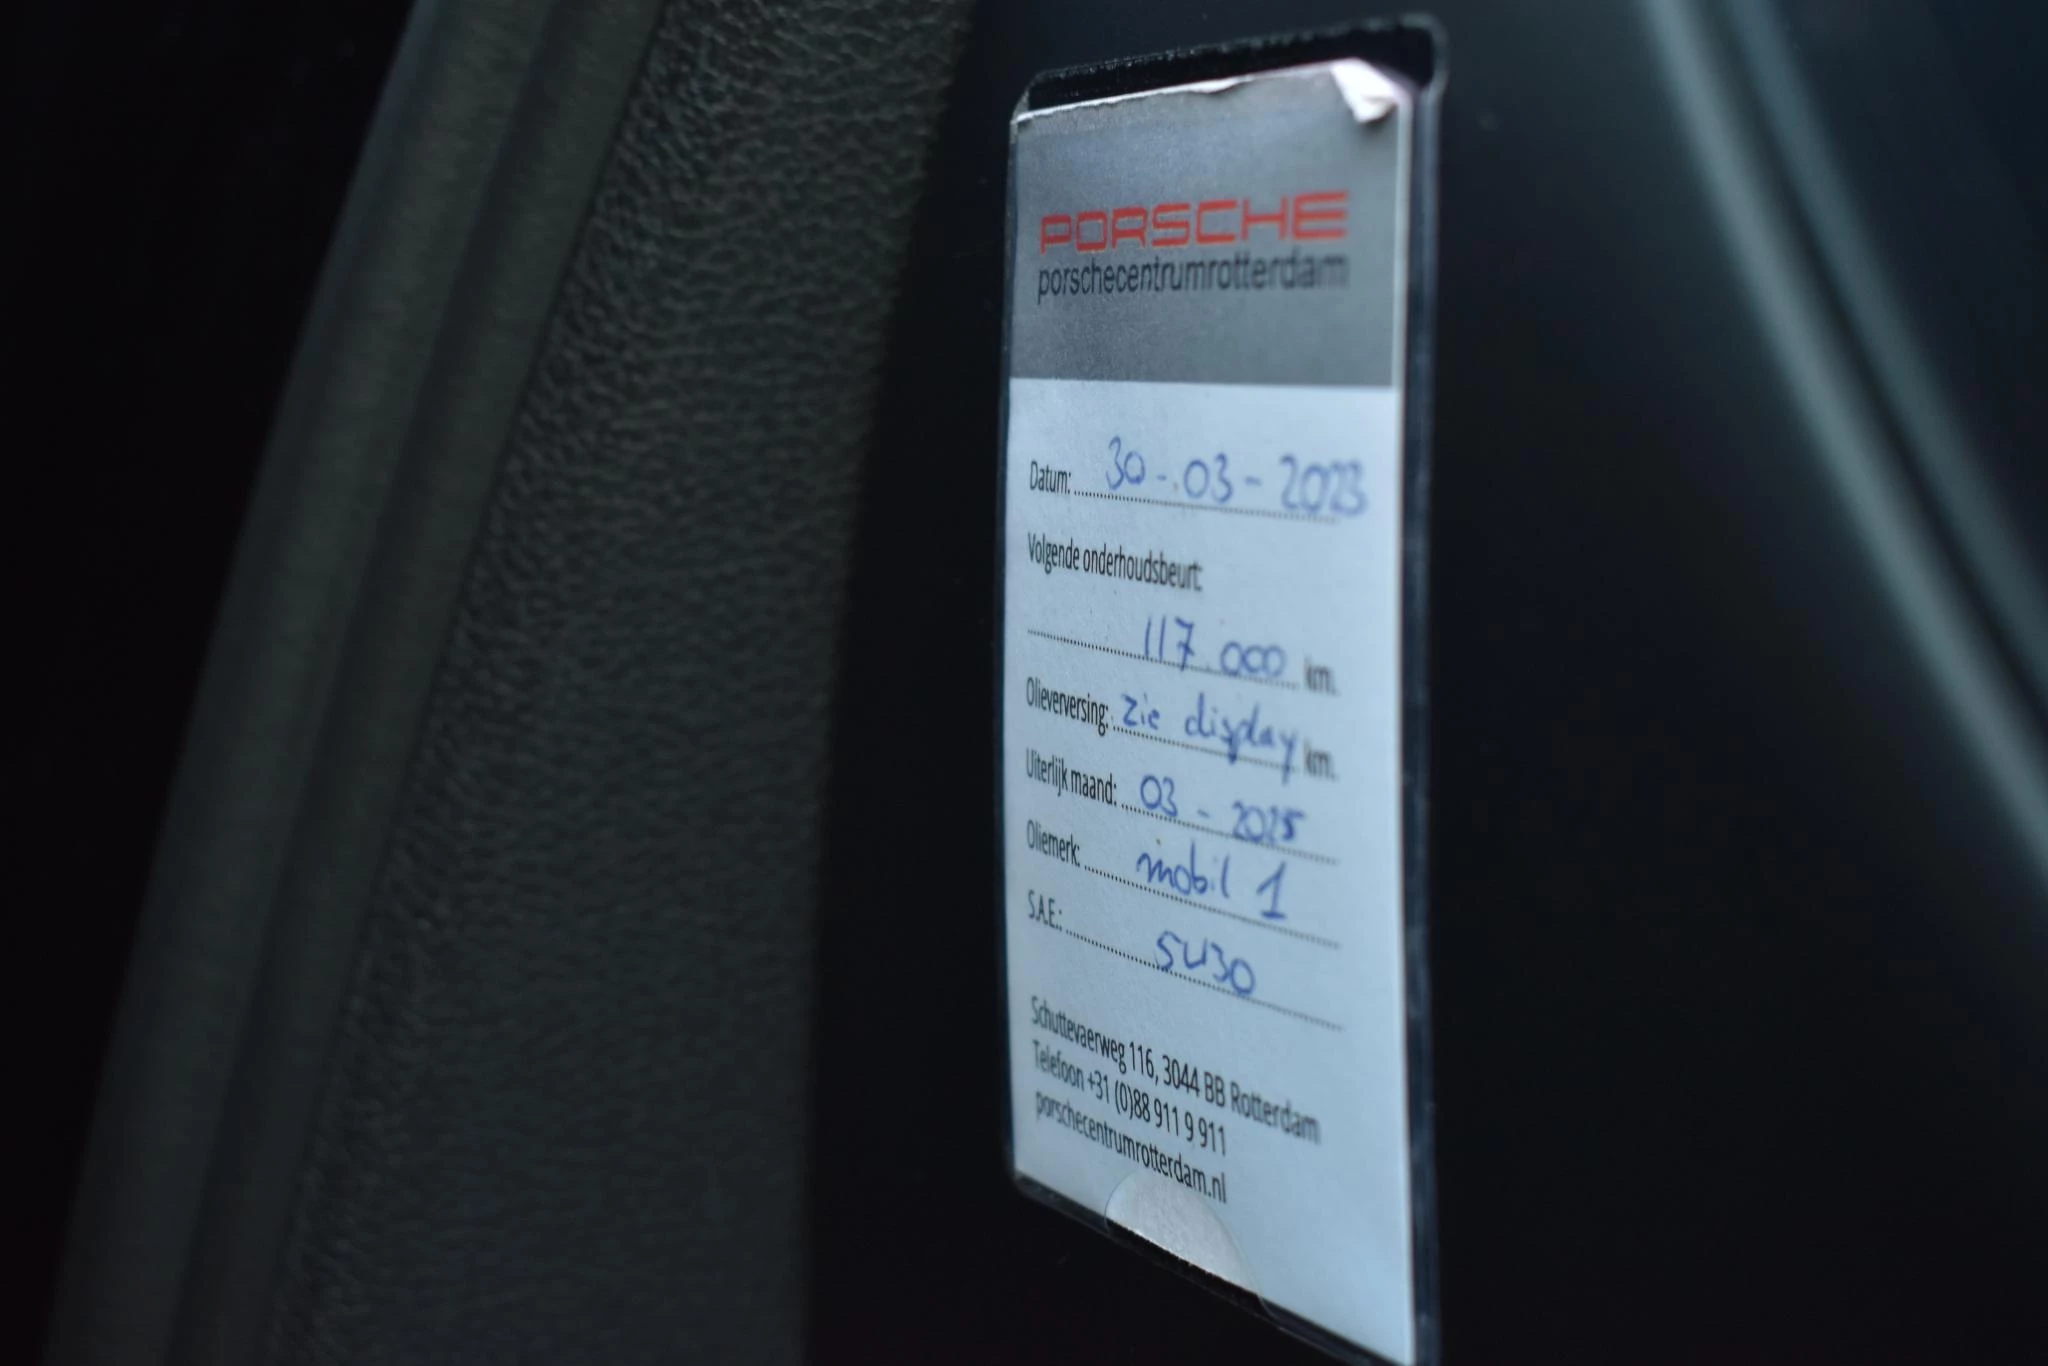 PORSCHE
porschecentrumrotterdam
Datum: 30-03-2023
Volgende onderhoudsbeurt:
117.000 km.
Olieverversing: zie display km.
Uiterlijk maand: 03 - 2025
Oliemerk: mobil 1
S.A.E.: 5W30
Schuttevaerweg 116, 3044 BB Rotterdam
Telefoon +31 (0)88 911 9 911
porschecentrumrotterdam.nl